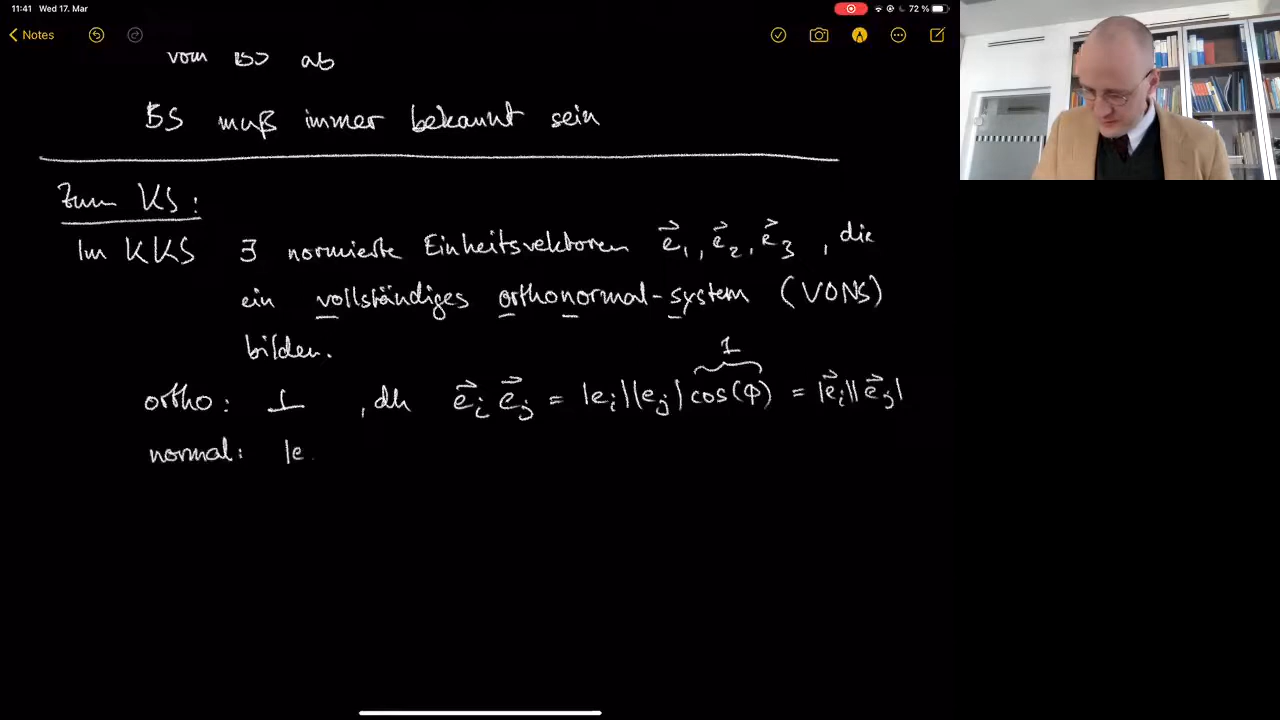 11:41 Wed 17. Mar
72 %
Notes
vom BS ab
BS muß immer bekannt sein
Zum KS:
Im KKS ∃ normierte Einheitsvektoren e⃗₁, e⃗₂, e⃗₃, die
ein vollständiges orthonormal-system (VONS)
bilden.
1
ortho: ⊥ , dh e⃗ᵢ e⃗ⱼ = |eᵢ||eⱼ| cos(φ) = |e⃗ᵢ||e⃗ⱼ|
normal: |e